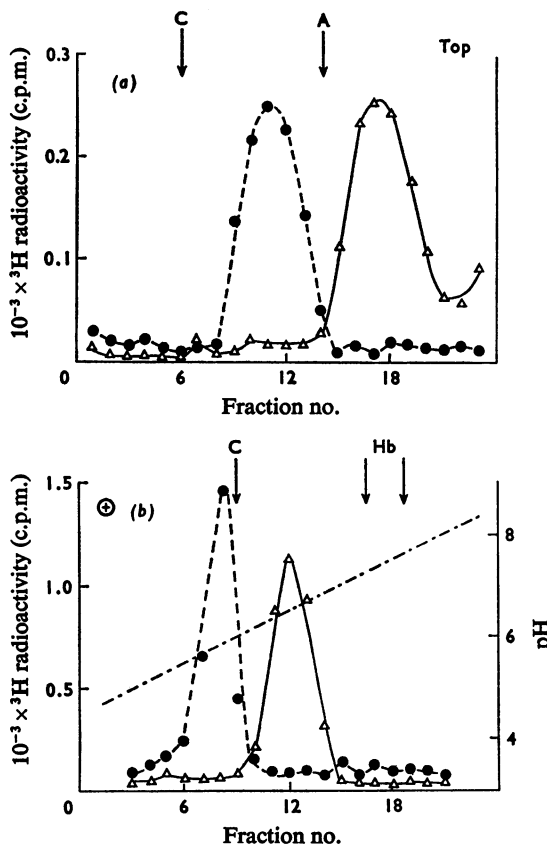 C A
0.3 (a) Top
0.2
0.1
0 6 12 18
10⁻³ × ³H radioactivity (c.p.m.)
Fraction no.
C Hb
1.5 ⊕ (b)
1.0
0.5
0 6 12 18
10⁻³ × ³H radioactivity (c.p.m.)
8
6
4
pH
Fraction no.